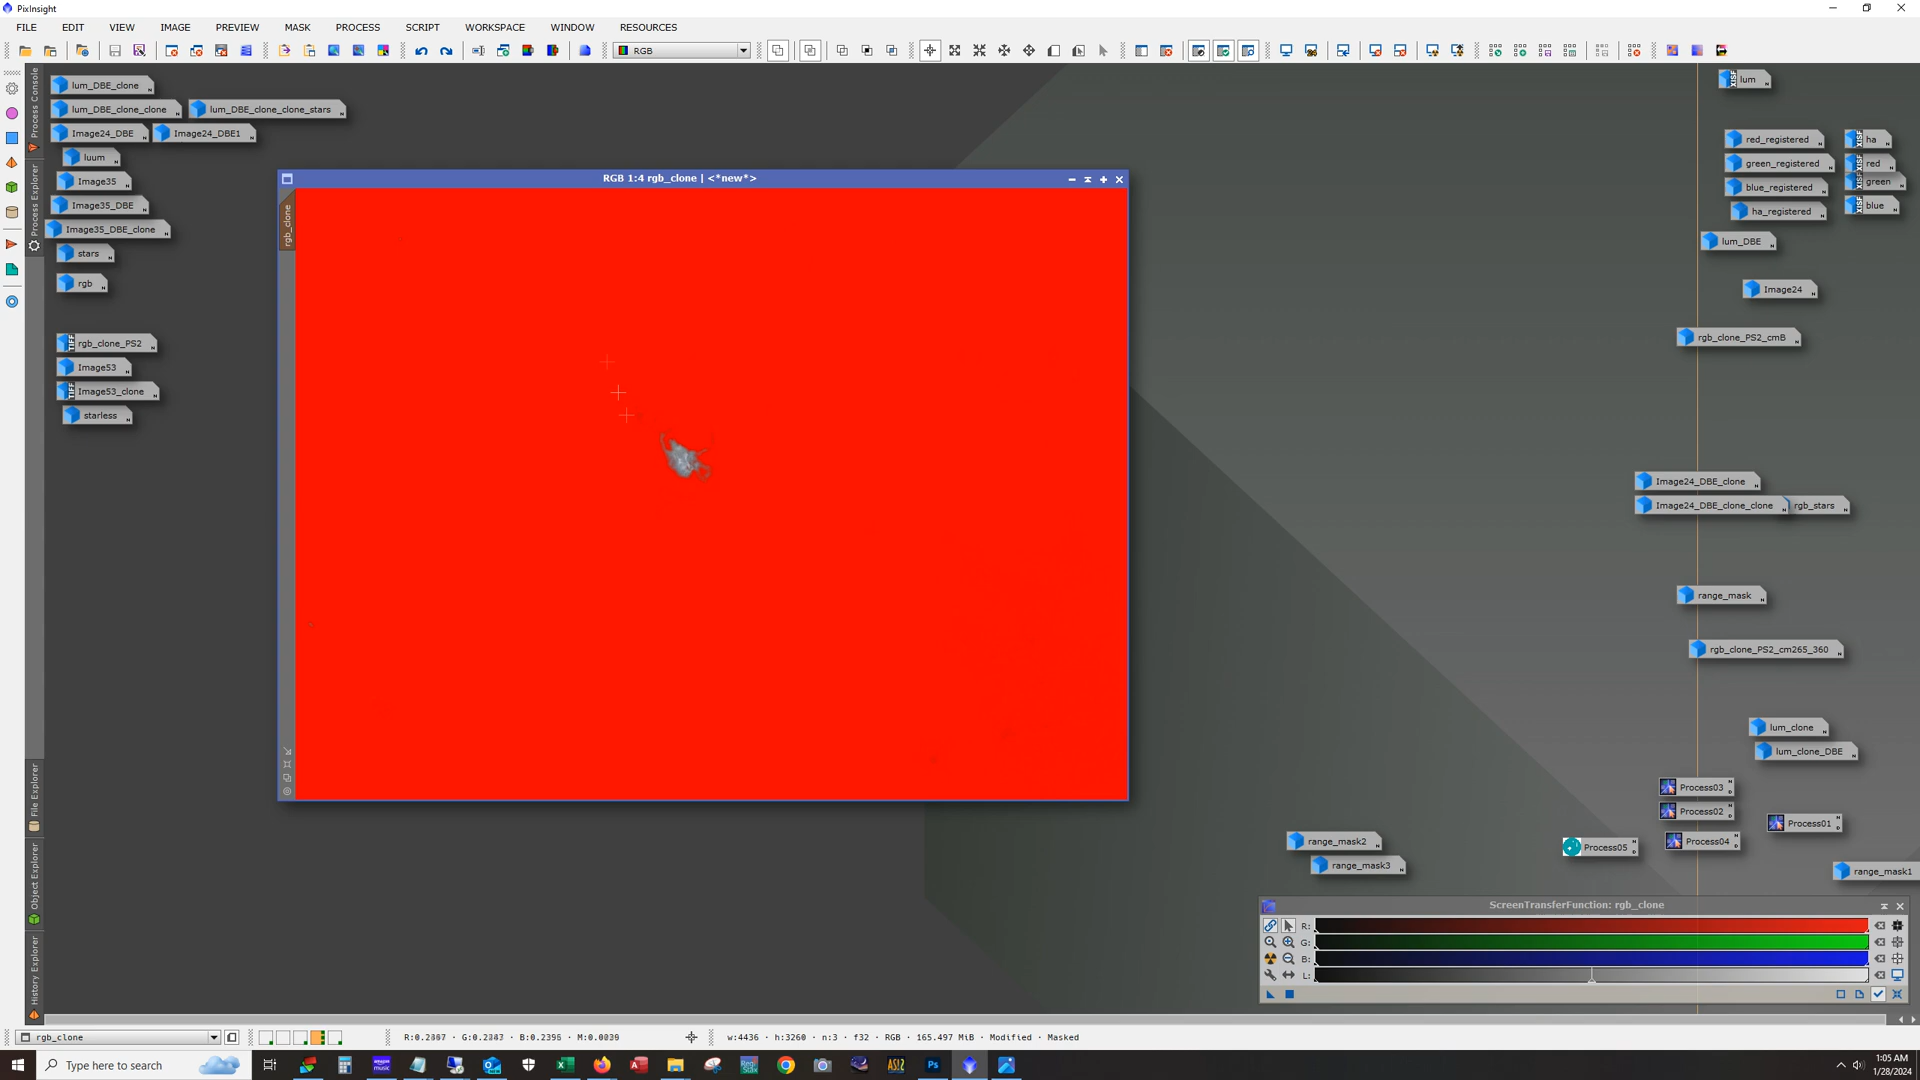 PixInsight
FILE EDIT VIEW IMAGE PREVIEW MASK PROCESS SCRIPT WORKSPACE WINDOW RESOURCES
RGB
Process Console
Process Explorer
File Explorer
Object Explorer
History Explorer
lum_DBE_clone
lum_DBE_clone_clone
lum_DBE_clone_clone_stars
Image24_DBE
Image24_DBE1
luum
Image35
Image35_DBE
Image35_DBE_clone
stars
rgb
rgb_clone_PS2
Image53
Image53_clone
starless
RGB 1:4 rgb_clone | <*new*>
rgb_clone
lum
red_registered
ha
green_registered
red
blue_registered
green
ha_registered
blue
lum_DBE
Image24
rgb_clone_PS2_cmB
Image24_DBE_clone
Image24_DBE_clone_clone
rgb_stars
range_mask
rgb_clone_PS2_cm265_360
lum_clone
lum_clone_DBE
Process03
Process02
Process01
Process04
Process05
range_mask2
range_mask3
range_mask1
ScreenTransferFunction: rgb_clone
R:
G:
B:
L:
rgb_clone
R:0.2367 · G:0.2343 · B:0.2396 · M:0.0039
w:4436 · h:3260 · n:3 · f32 · RGB · 165.497 MiB · Modified · Masked
Type here to search
1:05 AM
1/28/2024